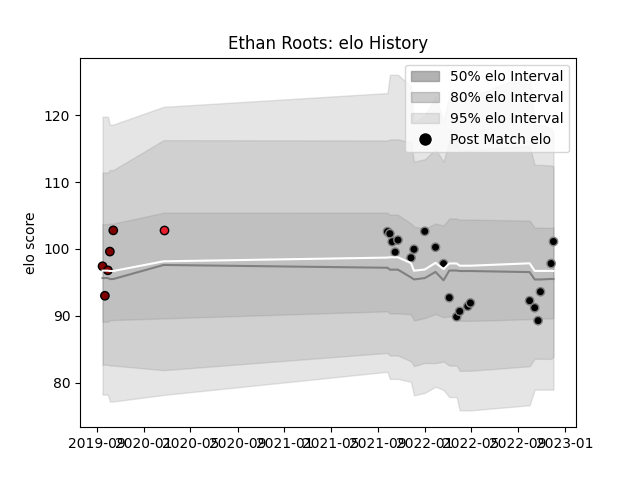 Ethan Roots: elo History
50% elo Interval
80% elo Interval
95% elo Interval
Post Match elo
elo score
120
110
100
90
80
2019-09 2020-01 2020-05 2020-09 2021-01 2021-05 2021-09 2022-01 2022-05 2022-09 2023-01